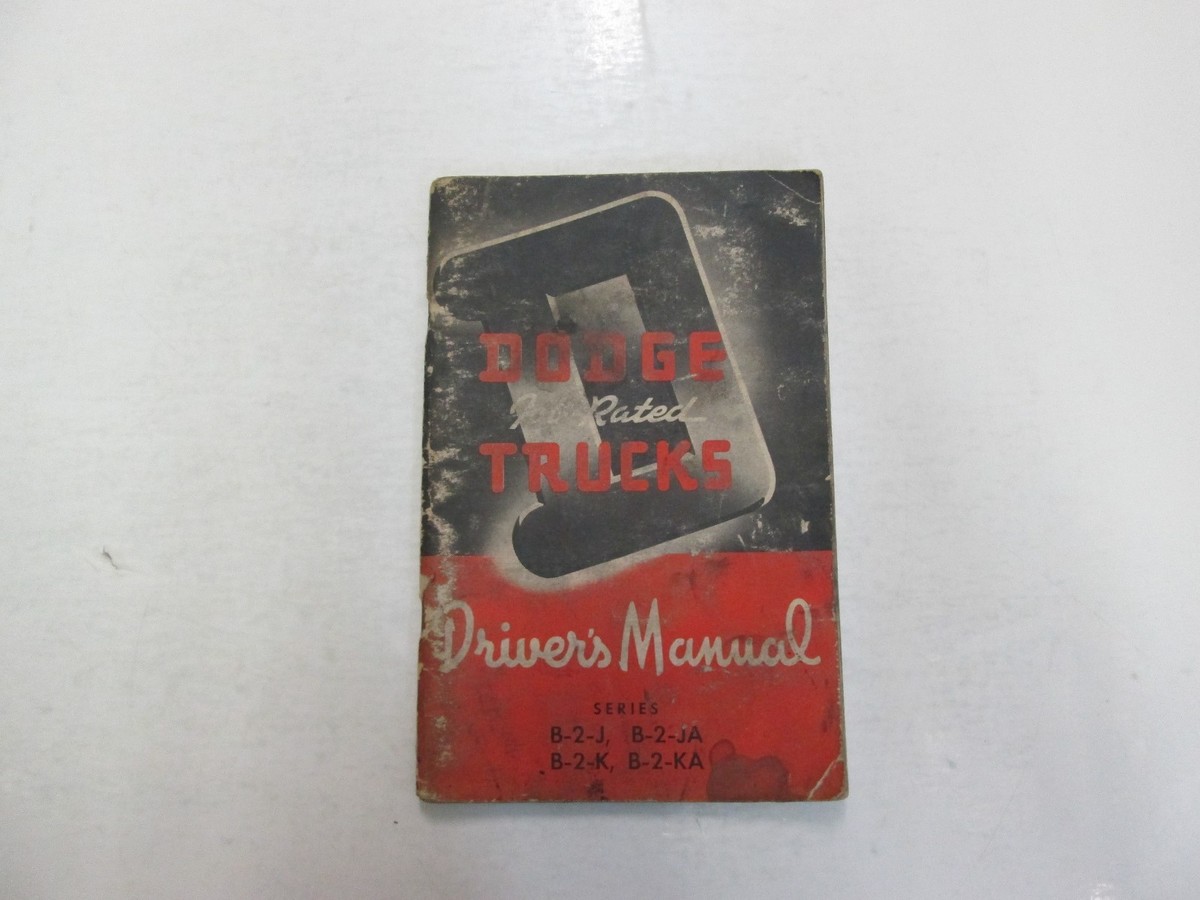 DODGE
Job-Rated
TRUCKS
Driver's Manual
SERIES
B-2-J, B-2-JA
B-2-K, B-2-KA